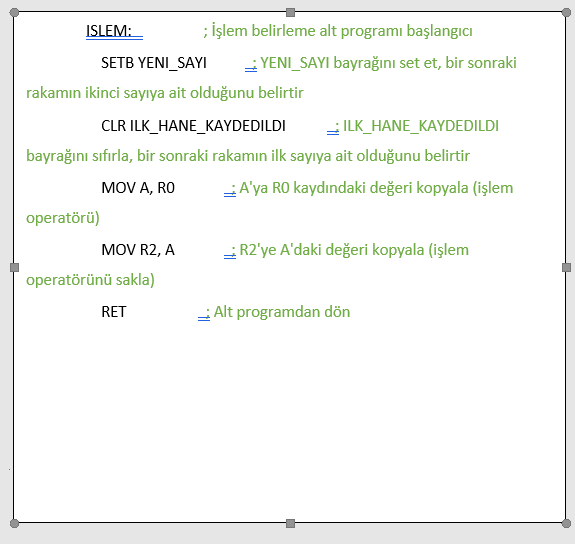 ISLEM: ; İşlem belirleme alt programı başlangıcı
SETB YENI_SAYI ; YENI_SAYI bayrağını set et, bir sonraki
rakamın ikinci sayıya ait olduğunu belirtir
CLR ILK_HANE_KAYDEDILDI ; ILK_HANE_KAYDEDILDI
bayrağını sıfırla, bir sonraki rakamın ilk sayıya ait olduğunu belirtir
MOV A, R0 ; A'ya R0 kaydındaki değeri kopyala (işlem
operatörü)
MOV R2, A ; R2'ye A'daki değeri kopyala (işlem
operatörünü sakla)
RET ; Alt programdan dön